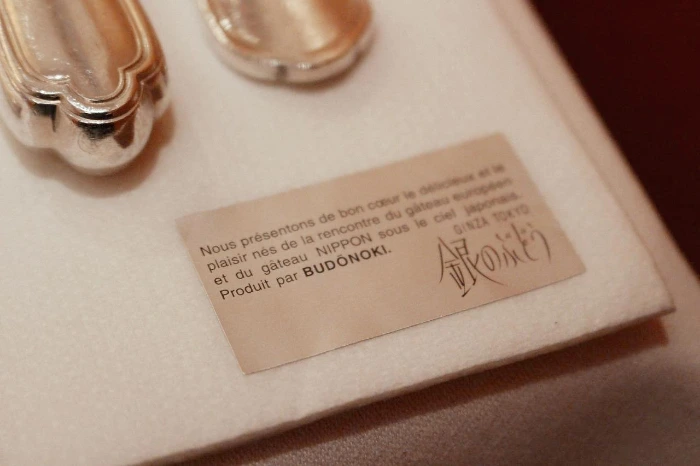 Nous présentons de bon cœur le délicieux et le
plaisir nés de la rencontre du gâteau européen
et du gâteau NIPPON sous le ciel japonais.
Produit par BUDÔNOKI.
GINZA TOKYO
銀のぶどう